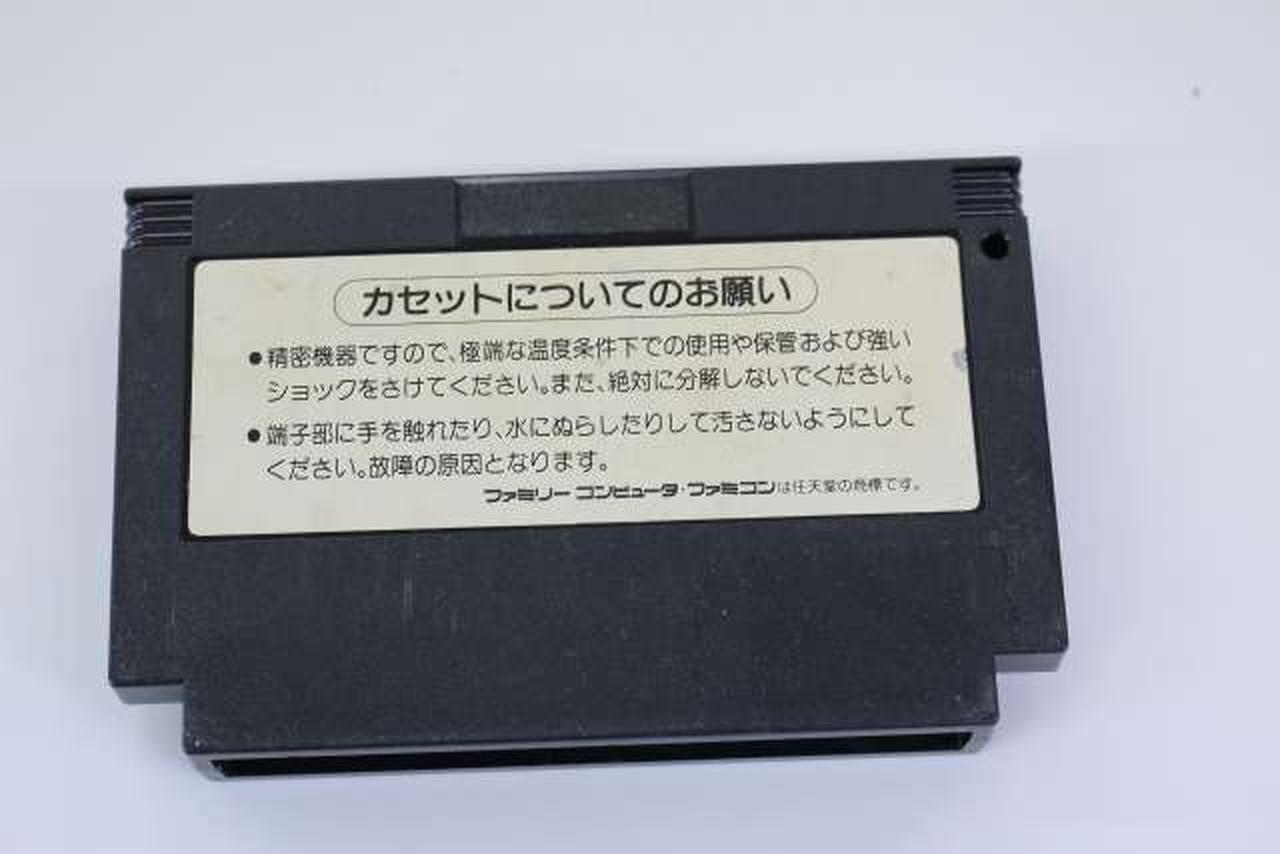 カセットについてのお願い
●精密機器ですので、極端な温度条件下での使用や保管および強い
ショックをさけてください。また、絶対に分解しないでください。
●端子部に手を触れたり、水にぬらしたりして汚さないようにして
ください。故障の原因となります。
ファミリーコンピュータ・ファミコンは任天堂の商標です。